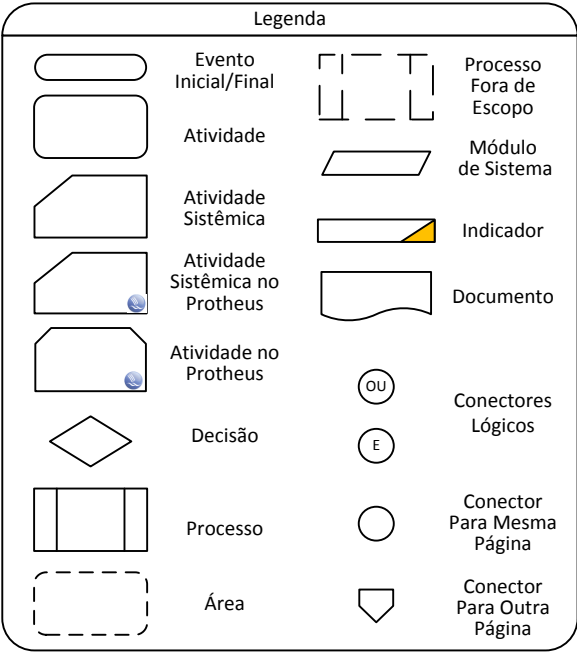 Legenda
Evento
Inicial/Final
Atividade
Atividade
Sistêmica
Atividade
Sistêmica no
Protheus
Atividade no
Protheus
Decisão
Processo
Área
Processo
Fora de
Escopo
Módulo
de Sistema
Indicador
Documento
OU
E
Conectores
Lógicos
Conector
Para Mesma
Página
Conector
Para Outra
Página